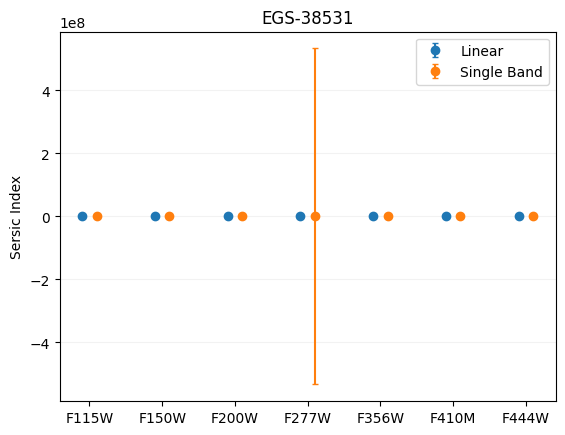 EGS-38531
1e8
Linear
Single Band
4
2
0
−2
−4
Sersic Index
F115W F150W F200W F277W F356W F410M F444W